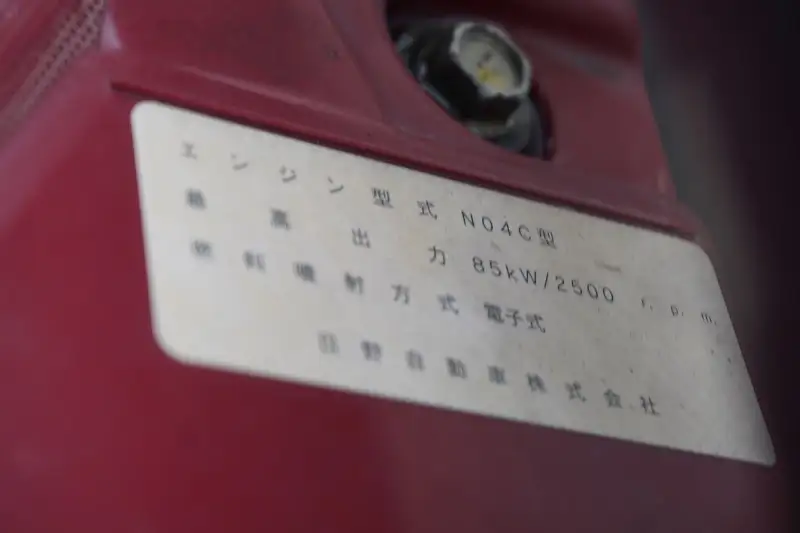 エンジン型式 N04C型
最高出力 85kW/2500 r.p.m.
燃料噴射方式 電子式
日野自動車株式会社